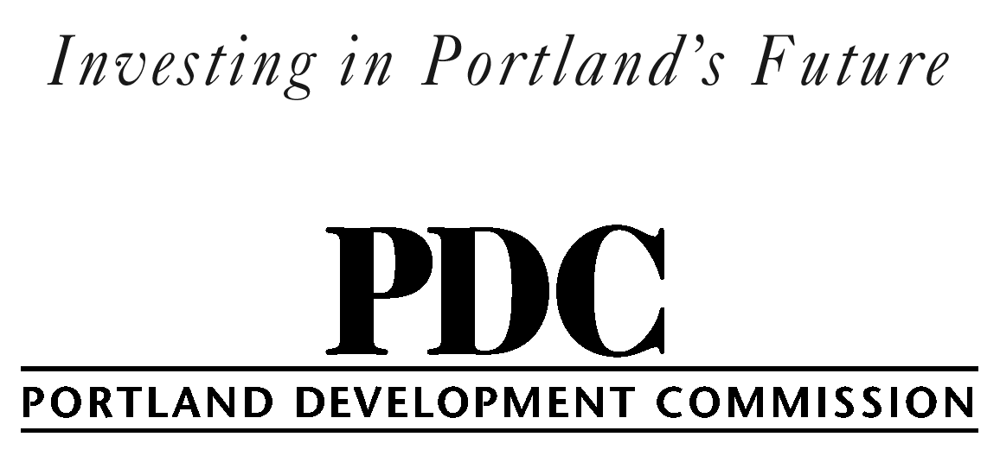 Investing in Portland’s Future
PDC
PORTLAND DEVELOPMENT COMMISSION